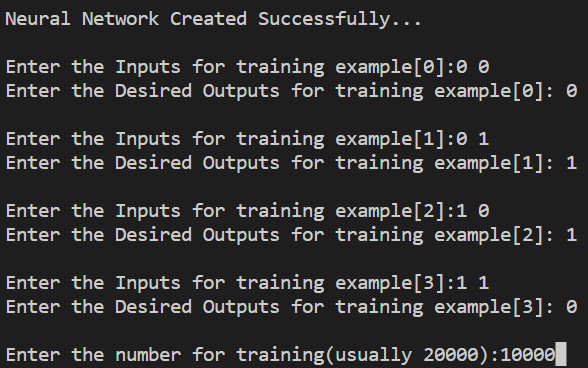 Neural Network Created Successfully...
Enter the Inputs for training example[0]:0 0
Enter the Desired Outputs for training example[0]: 0
Enter the Inputs for training example[1]:0 1
Enter the Desired Outputs for training example[1]: 1
Enter the Inputs for training example[2]:1 0
Enter the Desired Outputs for training example[2]: 1
Enter the Inputs for training example[3]:1 1
Enter the Desired Outputs for training example[3]: 0
Enter the number for training(usually 20000):10000